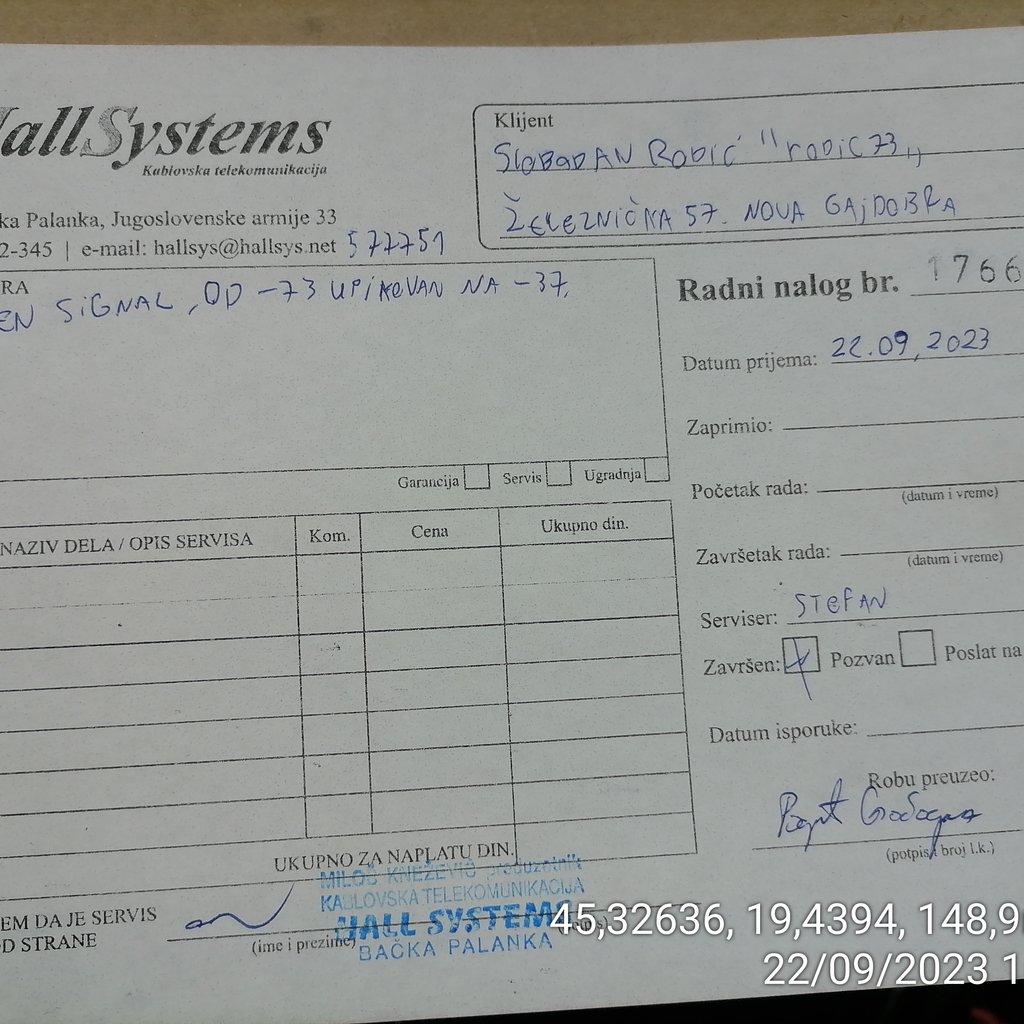 HallSystems
Kablovska telekomunikacija
ka Palanka, Jugoslovenske armije 33
2-345 | e-mail: hallsys@hallsys.net 577751
Klijent
SLOBODAN RODIĆ "rodic73"
ŽELEZNIČKA 57. NOVA GAJDOBRA
RA
EN SIGNAL, OD -73 UPIKOVAN NA -37.
Garancija Servis Ugradnja
Radni nalog br. 1766
Datum prijema: 22.09.2023
Zaprimio:
Početak rada:
(datum i vreme)
Završetak rada:
(datum i vreme)
Serviser: STEFAN
Završen: Pozvan Poslat na
Datum isporuke:
Robu preuzeo:
(potpis i broj l.k.)
NAZIV DELA / OPIS SERVISA Kom. Cena Ukupno din.
UKUPNO ZA NAPLATU DIN.
EM DA JE SERVIS
OD STRANE
(ime i prezime)
MILOŠ KNEŽEVIĆ preduzetnik
KABLOVSKA TELEKOMUNIKACIJA
HALL SYSTEMS
BAČKA PALANKA
45,32636, 19,4394, 148,9
22/09/2023 1